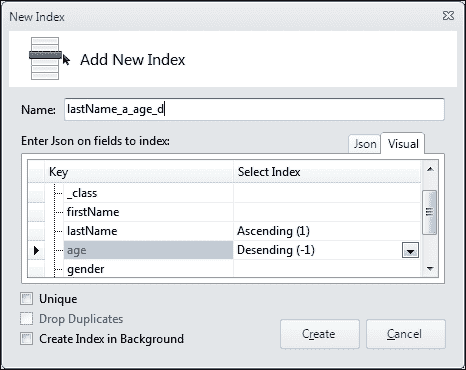 New Index
Add New Index
Name: lastName_a_age_d
Enter Json on fields to index: Json Visual
Key Select Index
_class
firstName
lastName Ascending (1)
age Desending (-1)
gender
Unique
Drop Duplicates
Create Index in Background
Create Cancel